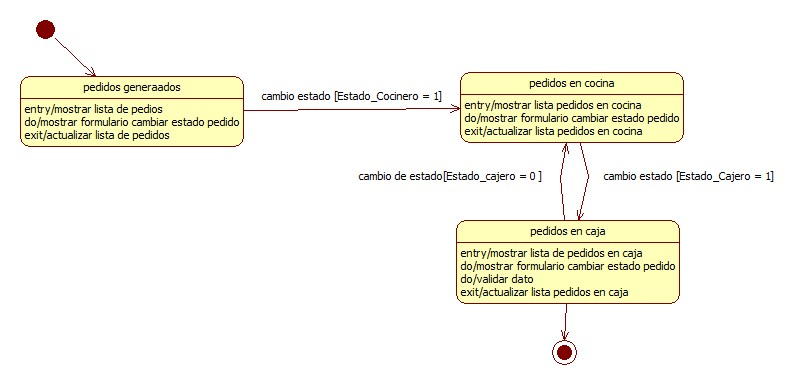 pedidos generaados
entry/mostrar lista de pedios
do/mostrar formulario cambiar estado pedido
exit/actualizar lista de pedidos
cambio estado [Estado_Cocinero = 1]
pedidos en cocina
entry/mostrar lista pedidos en cocina
do/mostrar formulario cambiar estado pedido
exit/actualizar lista pedidos en cocina
cambio de estado[Estado_cajero = 0 ]
cambio estado [Estado_Cajero = 1]
pedidos en caja
entry/mostrar lista de pedidos en caja
do/mostrar formulario cambiar estado pedido
do/validar dato
exit/actualizar lista pedidos en caja